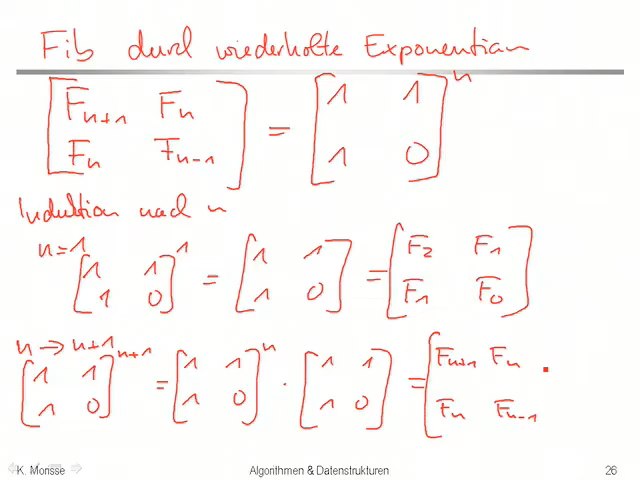 Fib durch wiederholte Exponentian
[F_{n+1} F_n; F_n F_{n-1}] = [1 1; 1 0]^n
Induktion nach n
n=1
[1 1; 1 0]^1 = [1 1; 1 0] = [F_2 F_1; F_1 F_0]
n → n+1
[1 1; 1 0]^{n+1} = [1 1; 1 0]^n · [1 1; 1 0] = [F_{n+1} F_n; F_n F_{n-1}] ·
K. Morisse Algorithmen & Datenstrukturen 26